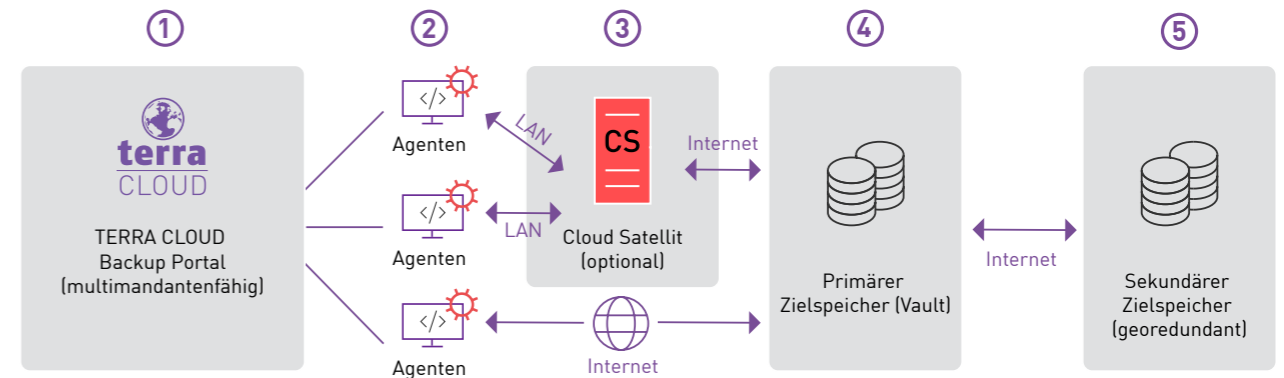 1
2
3
4
5
terra
CLOUD
TERRA CLOUD
Backup Portal
(multimandantenfähig)
</>
Agenten
</>
Agenten
</>
Agenten
LAN
LAN
CS
Cloud Satellit
(optional)
Internet
Internet
Primärer
Zielspeicher (Vault)
Internet
Sekundärer
Zielspeicher
(georedundant)